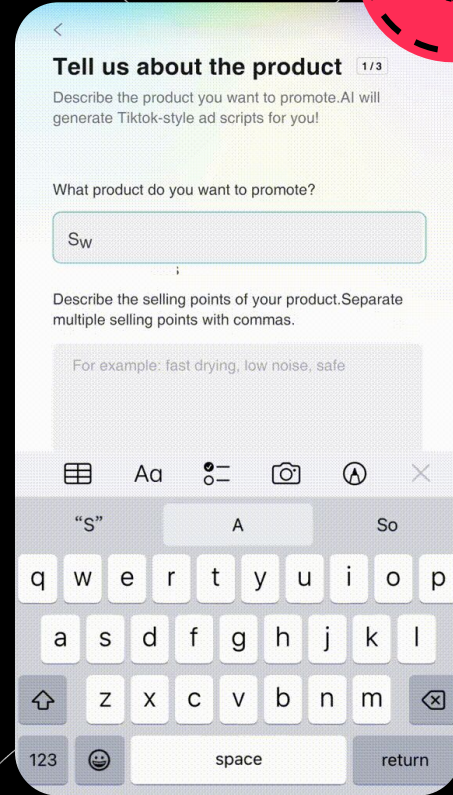 Tell us about the product 1/3
Describe the product you want to promote.AI will
generate Tiktok-style ad scripts for you!
What product do you want to promote?
Sw
Describe the selling points of your product.Separate
multiple selling points with commas.
For example: fast drying, low noise, safe
Aa
“S” A So
q w e r t y u i o p
a s d f g h j k l
z x c v b n m
123 space return